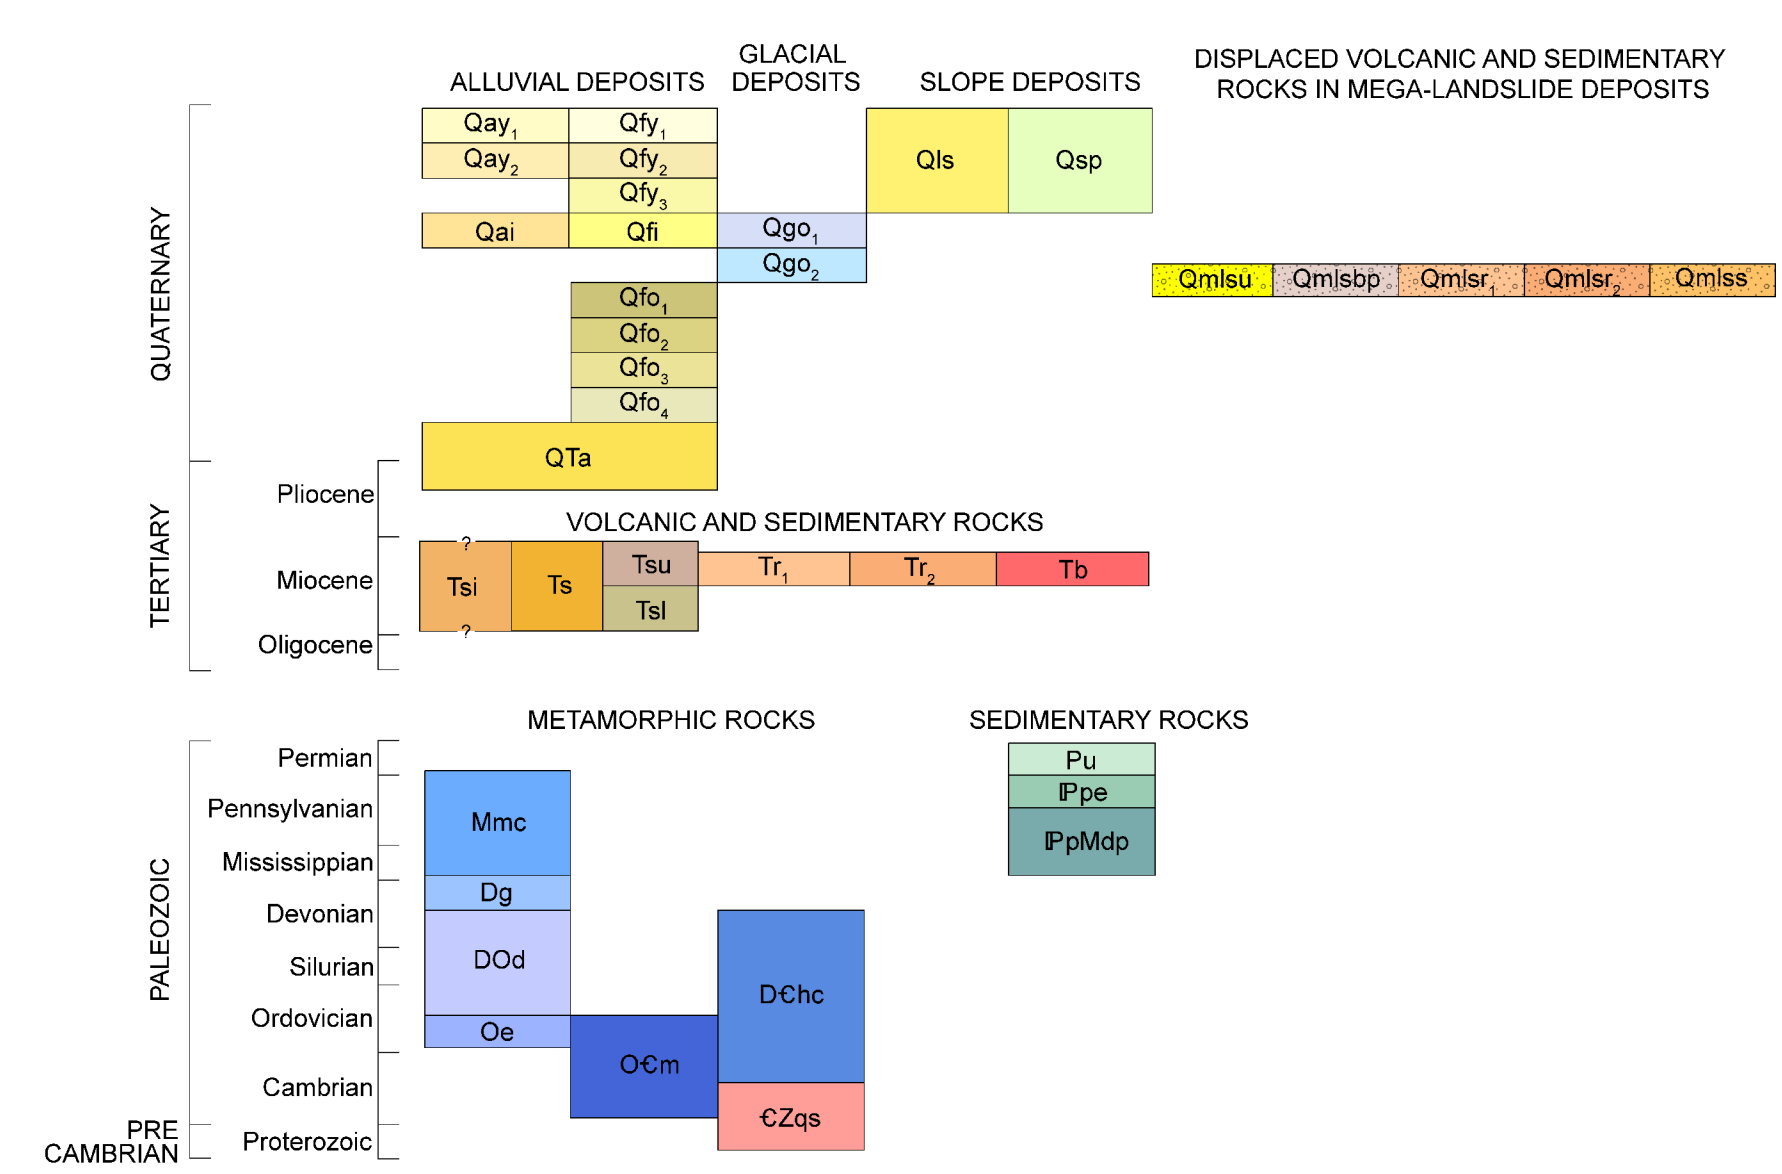 GLACIAL
DEPOSITS
ALLUVIAL DEPOSITS
SLOPE DEPOSITS
DISPLACED VOLCANIC AND SEDIMENTARY
ROCKS IN MEGA-LANDSLIDE DEPOSITS
QUATERNARY
Qay1
Qfy1
Qay2
Qfy2
Qfy3
Qls
Qsp
Qai
Qfi
Qgo1
Qgo2
Qmlsu
Qmlsbp
Qmlsr1
Qmlsr2
Qmlss
Qfo1
Qfo2
Qfo3
Qfo4
QTa
TERTIARY
Pliocene
Miocene
Oligocene
VOLCANIC AND SEDIMENTARY ROCKS
?
Tsi
?
Ts
Tsu
Tsl
Tr1
Tr2
Tb
METAMORPHIC ROCKS
SEDIMENTARY ROCKS
PALEOZOIC
Permian
Pennsylvanian
Mississippian
Devonian
Silurian
Ordovician
Cambrian
PRE
CAMBRIAN
Proterozoic
Mmc
Dg
DOd
Oe
O€m
D€hc
€Zqs
Pu
ℙpe
ℙpMdp